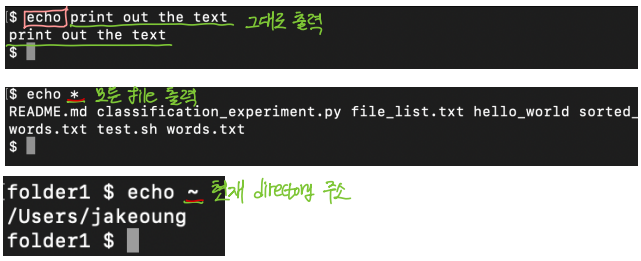 $ echo print out the text 그대로 출력
print out the text
$
$ echo * 모든 file 출력
README.md classification_experiment.py file_list.txt hello_world sorted_
words.txt test.sh words.txt
$
folder1 $ echo ~ 현재 directory 주소
/Users/jakeoung
folder1 $